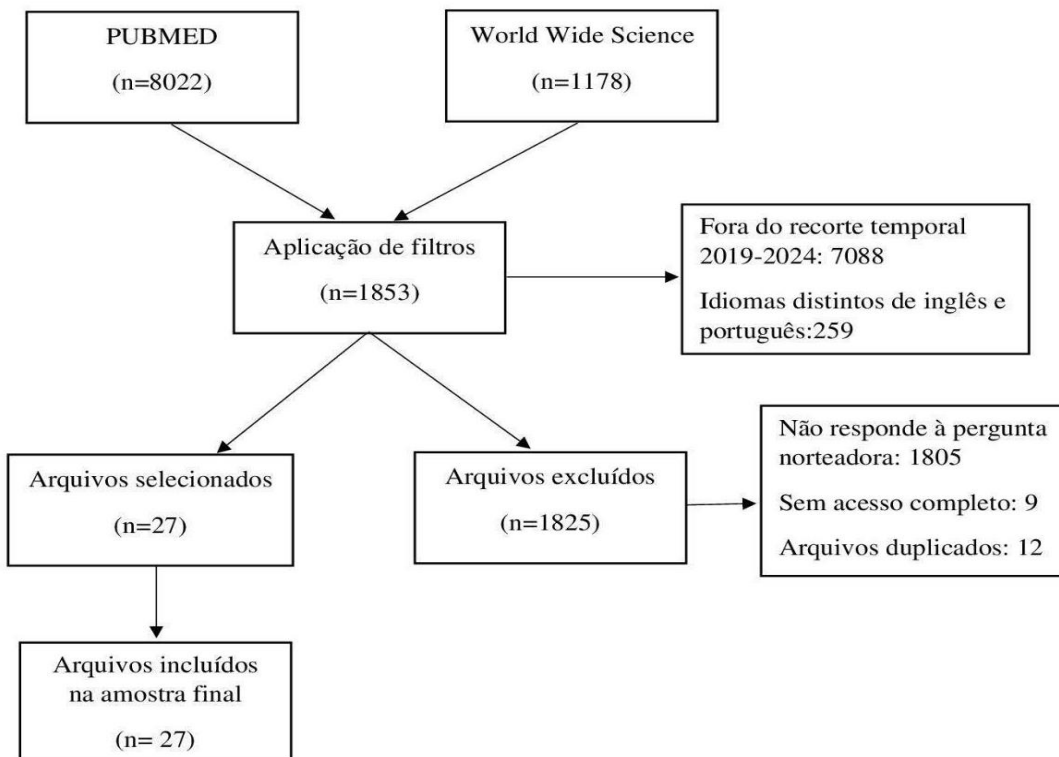 PUBMED
(n=8022)
World Wide Science
(n=1178)
Aplicação de filtros
(n=1853)
Fora do recorte temporal
2019-2024: 7088
Idiomas distintos de inglês e
português:259
Arquivos selecionados
(n=27)
Arquivos excluídos
(n=1825)
Não responde à pergunta
norteadora: 1805
Sem acesso completo: 9
Arquivos duplicados: 12
Arquivos incluídos
na amostra final
(n= 27)